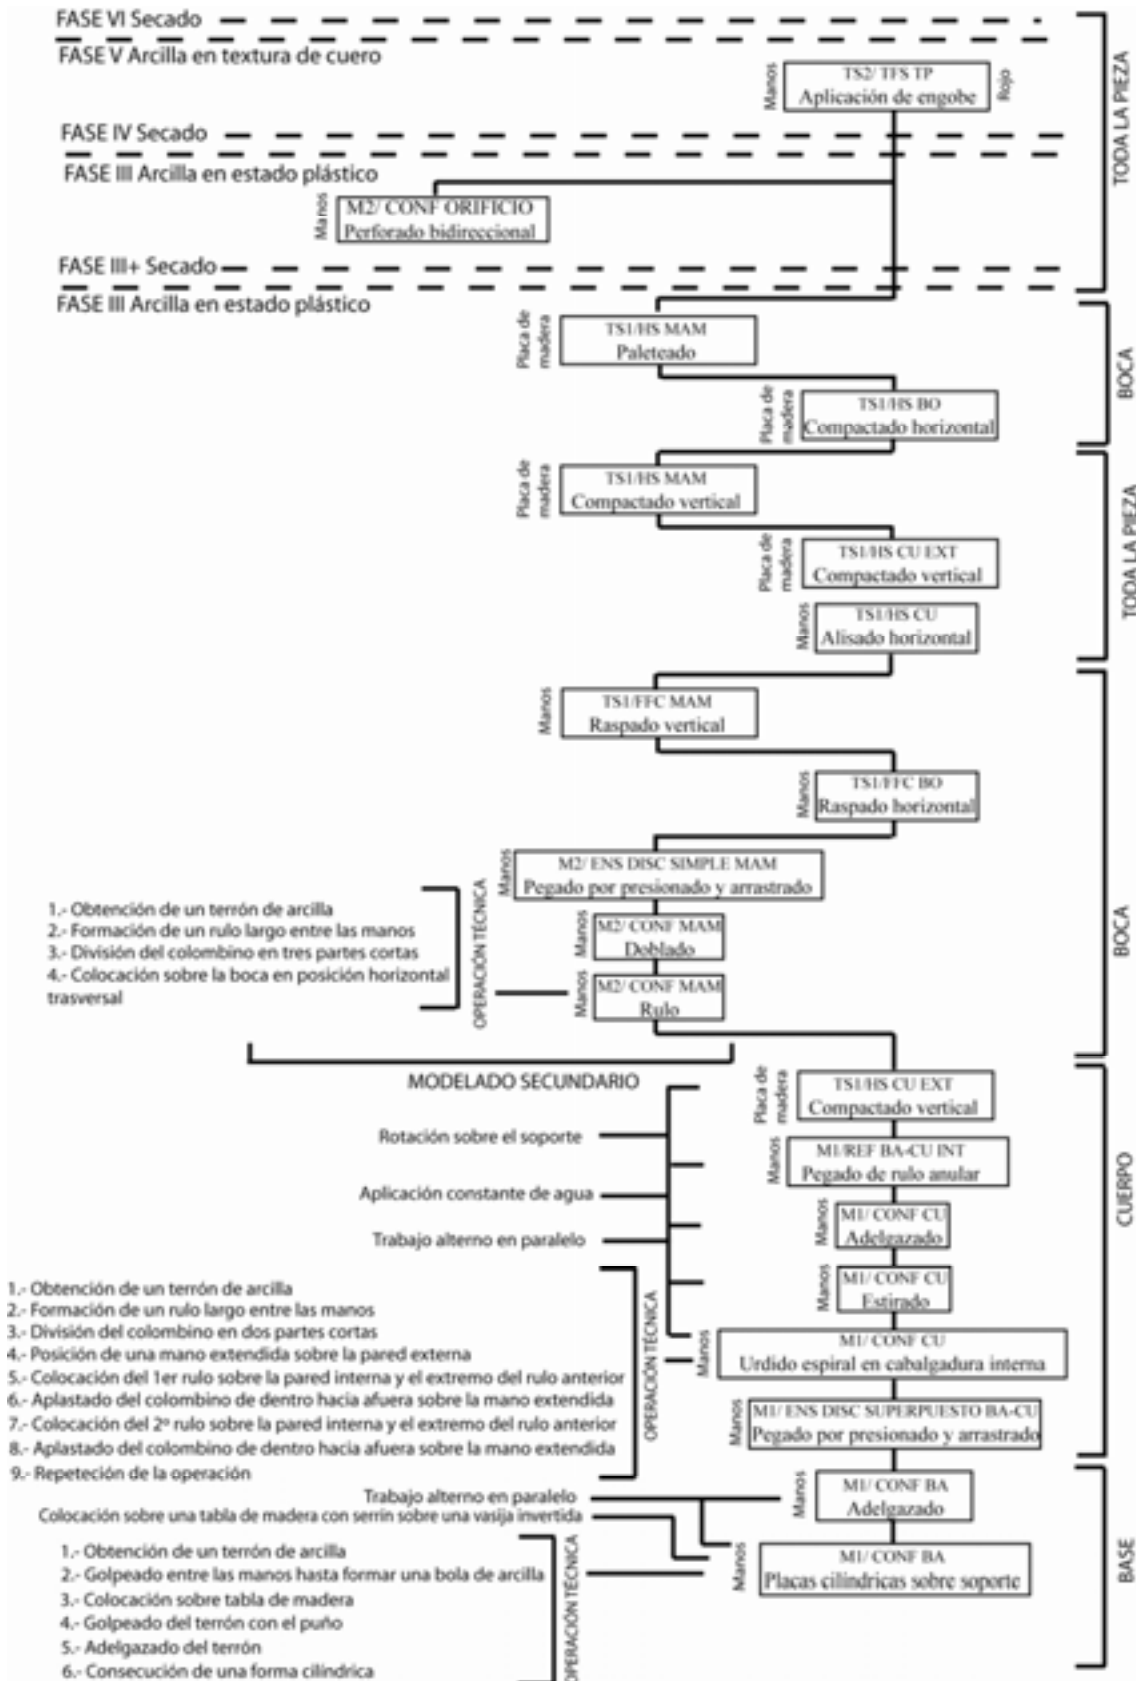 FASE VI Secado
FASE V Arcilla en textura de cuero
Manos
TS2/ TFS TP
Aplicación de engobe
Rojo
TODA LA PIEZA
FASE IV Secado
FASE III Arcilla en estado plástico
Manos
M2/ CONF ORIFICIO
Perforado bidireccional
FASE III+ Secado
FASE III Arcilla en estado plástico
Placa de
madera
TS1/HS MAM
Paleteado
BOCA
Placa de
madera
TS1/HS BO
Compactado horizontal
Placa de
madera
TS1/HS MAM
Compactado vertical
TODA LA PIEZA
Placa de
madera
TS1/HS CU EXT
Compactado vertical
Manos
TS1/HS CU
Alisado horizontal
Manos
TS1/FFC MAM
Raspado vertical
Manos
TS1/FFC BO
Raspado horizontal
BOCA
Manos
M2/ ENS DISC SIMPLE MAM
Pegado por presionado y arrastrado
1.- Obtención de un terrón de arcilla
2.- Formación de un rulo largo entre las manos
3.- División del colombino en tres partes cortas
4.- Colocación sobre la boca en posición horizontal
trasversal
OPERACIÓN TÉCNICA
Manos
M2/ CONF MAM
Doblado
Manos
M2/ CONF MAM
Rulo
MODELADO SECUNDARIO
Placa de
madera
TS1/HS CU EXT
Compactado vertical
CUERPO
Rotación sobre el soporte
Manos
M1/REF BA-CU INT
Pegado de rulo anular
Aplicación constante de agua
Manos
M1/ CONF CU
Adelgazado
Trabajo alterno en paralelo
Manos
M1/ CONF CU
Estirado
1.- Obtención de un terrón de arcilla
2.- Formación de un rulo largo entre las manos
3.- División del colombino en dos partes cortas
4.- Posición de una mano extendida sobre la pared externa
5.- Colocación del 1er rulo sobre la pared interna y el extremo del rulo anterior
6.- Aplastado del colombino de dentro hacia afuera sobre la mano extendida
7.- Colocación del 2º rulo sobre la pared interna y el extremo del rulo anterior
8.- Aplastado del colombino de dentro hacia afuera sobre la mano extendida
9.- Repeteción de la operación
OPERACIÓN TÉCNICA
Manos
M1/ CONF CU
Urdido espiral en cabalgadura interna
Manos
M1/ ENS DISC SUPERPUESTO BA-CU
Pegado por presionado y arrastrado
Trabajo alterno en paralelo
Manos
M1/ CONF BA
Adelgazado
BASE
Colocación sobre una tabla de madera con serrín sobre una vasija invertida
1.- Obtención de un terrón de arcilla
2.- Golpeado entre las manos hasta formar una bola de arcilla
3.- Colocación sobre tabla de madera
4.- Golpeado del terrón con el puño
5.- Adelgazado del terrón
6.- Consecución de una forma cilíndrica
OPERACIÓN TÉCNICA
Manos
M1/ CONF BA
Placas cilíndricas sobre soporte